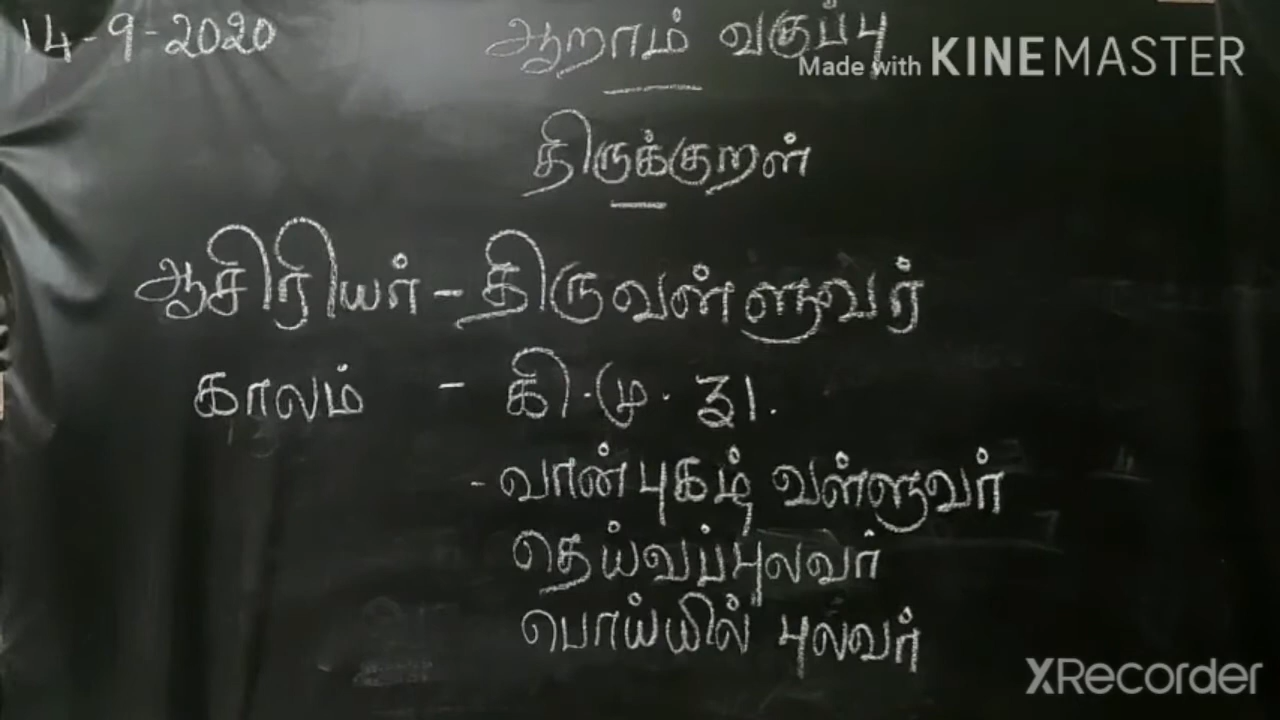 14-9-2020 ஆறாம் வகுப்பு
Made with KINEMASTER
திருக்குறள்
ஆசிரியர் - திருவள்ளுவர்
காலம் - கி.மு. 31.
- வான்புகழ் வள்ளுவர்
தெய்வப்புலவர்
பொய்யில் புலவர்
XRecorder